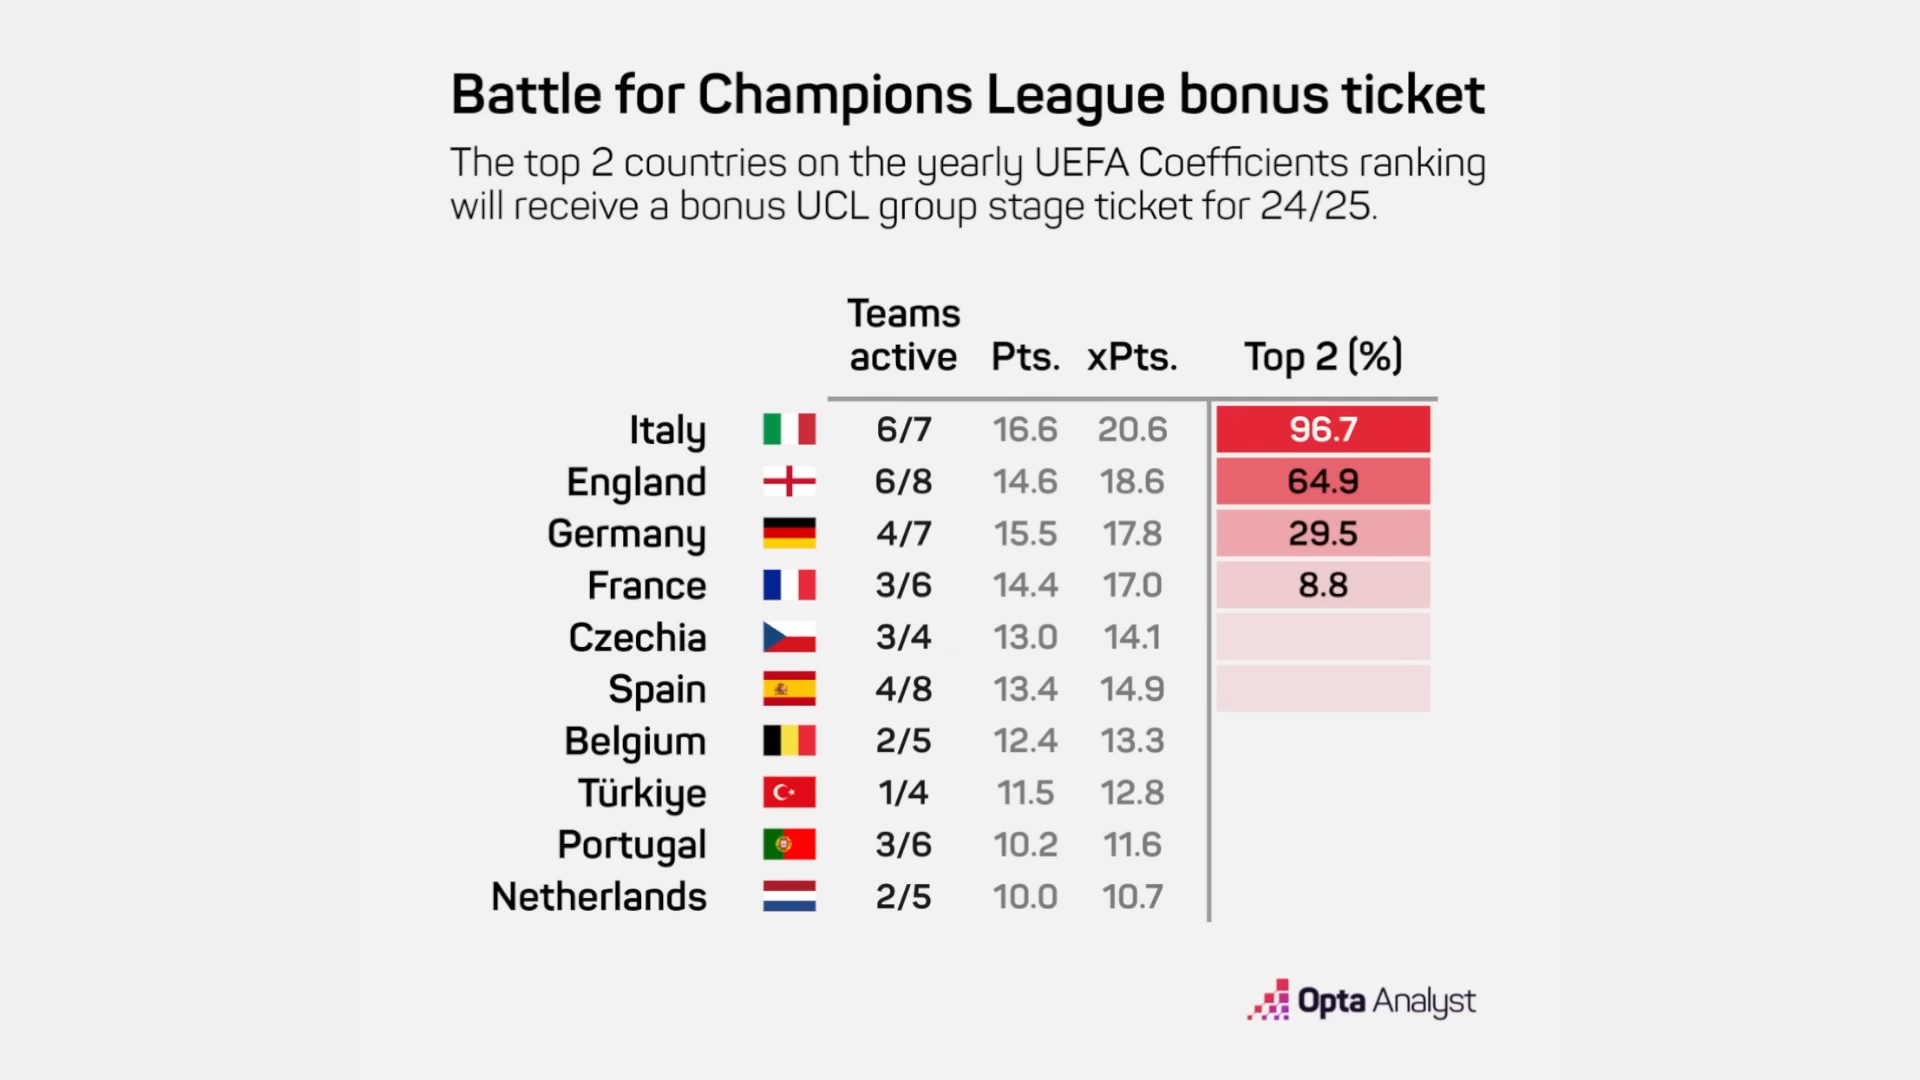 Battle for Champions League bonus ticket
The top 2 countries on the yearly UEFA Coefficients ranking
will receive a bonus UCL group stage ticket for 24/25.
Teams
active Pts. xPts. Top 2 (%)
Italy 6/7 16.6 20.6 96.7
England 6/8 14.6 18.6 64.9
Germany 4/7 15.5 17.8 29.5
France 3/6 14.4 17.0 8.8
Czechia 3/4 13.0 14.1
Spain 4/8 13.4 14.9
Belgium 2/5 12.4 13.3
Türkiye 1/4 11.5 12.8
Portugal 3/6 10.2 11.6
Netherlands 2/5 10.0 10.7
Opta Analyst